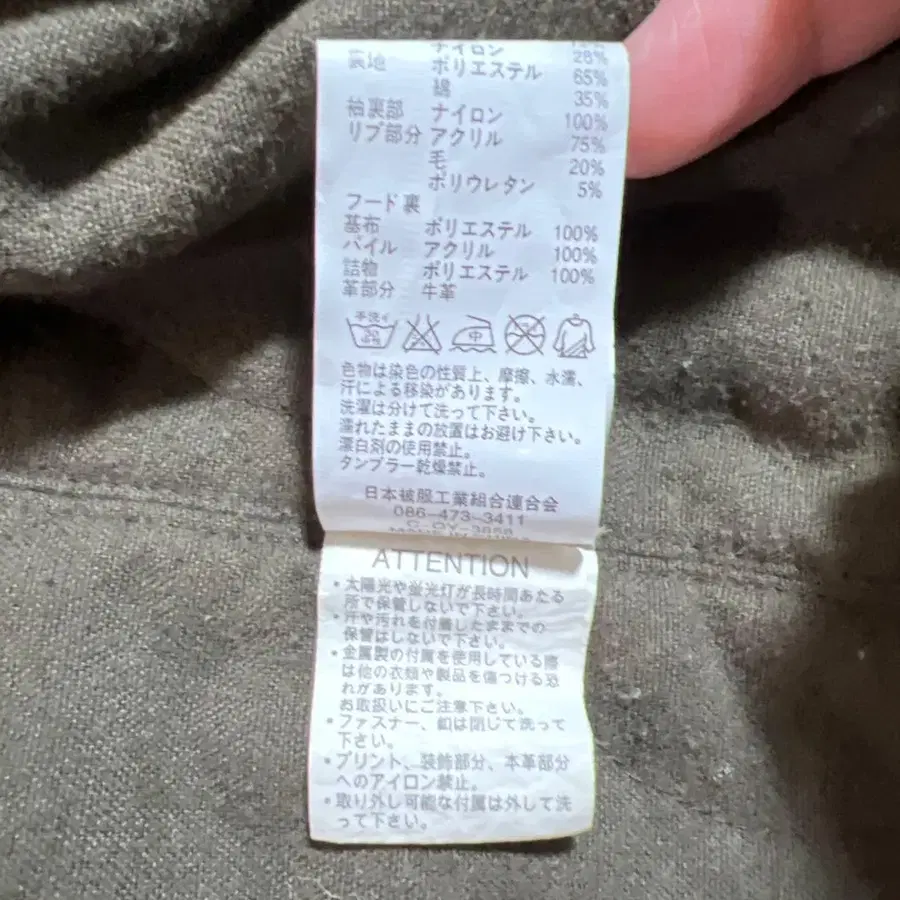 ナイロン 28%
裏地 ポリエステル 65%
綿 35%
袖裏部 ナイロン 100%
リブ部分 アクリル 75%
毛 20%
ポリウレタン 5%
フード裏
基布 ポリエステル 100%
パイル アクリル 100%
詰物 ポリエステル 100%
革部分 牛革
手洗イ
中
色物は染色の性質上、摩擦、水濡、
汗による移染があります。
洗濯は分けて洗って下さい。
濡れたままの放置はお避け下さい。
漂白剤の使用禁止。
タンブラー乾燥禁止。
日本被服工業組合連合会
086-473-3411
ATTENTION
・太陽光や蛍光灯が長時間あたる
所で保管しないで下さい。
・汗や汚れを付着したままでの
保管はしないで下さい。
・金属製の付属を使用している際
は他の衣類や製品を傷つける恐
れがあります。
お取扱いにご注意下さい。
・ファスナー、釦は閉じて洗って
下さい。
・プリント、装飾部分、本革部分
へのアイロン禁止。
・取り外し可能な付属は外して洗
って下さい。